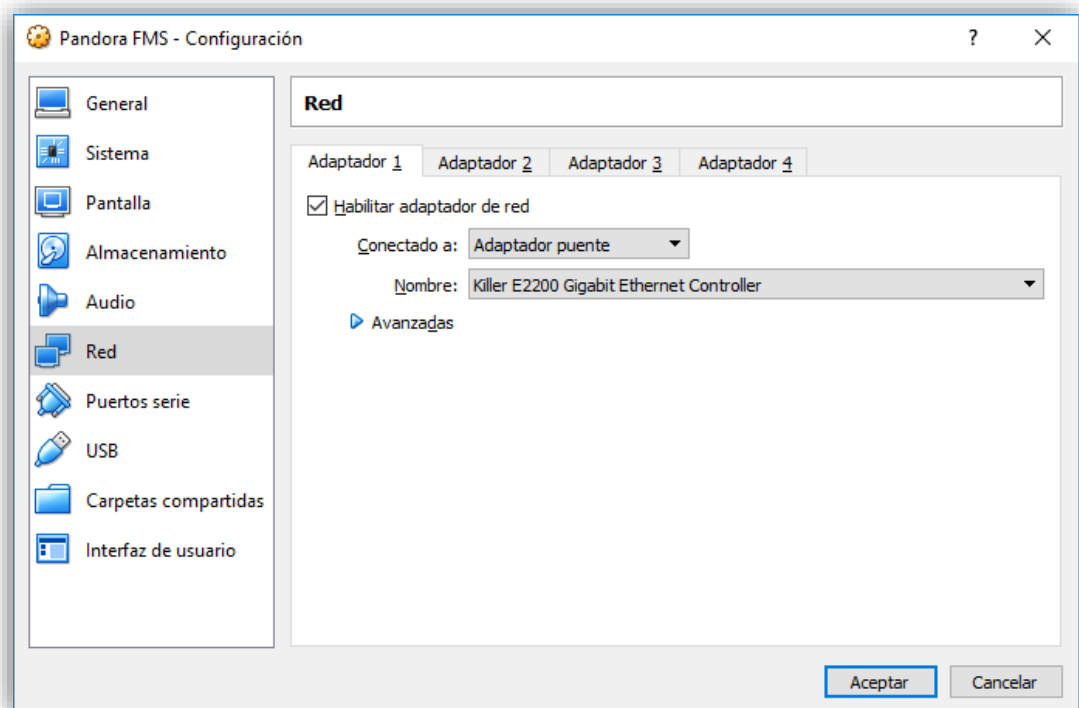 Pandora FMS - Configuración
?
General
Sistema
Pantalla
Almacenamiento
Audio
Red
Puertos serie
USB
Carpetas compartidas
Interfaz de usuario
Red
Adaptador 1 Adaptador 2 Adaptador 3 Adaptador 4
Habilitar adaptador de red
Conectado a: Adaptador puente
Nombre: Killer E2200 Gigabit Ethernet Controller
Avanzadas
Aceptar Cancelar